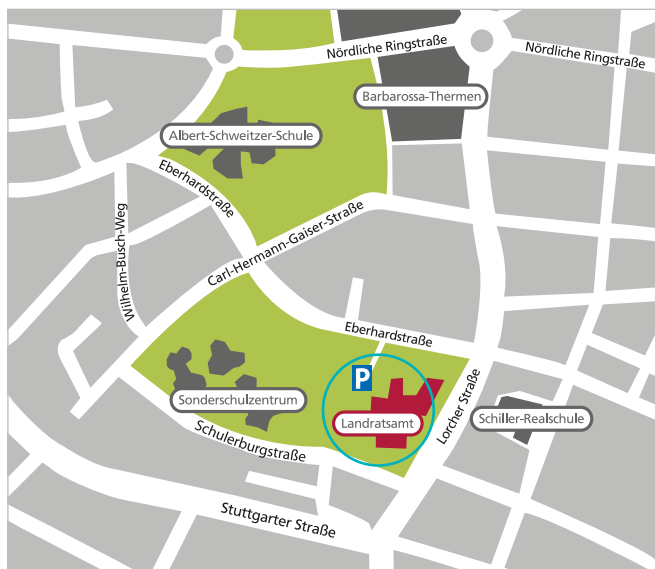 Nördliche Ringstraße
Nördliche Ringstraße
Barbarossa-Thermen
Albert-Schweitzer-Schule
Eberhardstraße
Wilhelm-Busch-Weg
Carl-Hermann-Gaiser-Straße
Eberhardstraße
P
Sonderschulzentrum
Landratsamt
Lorcher Straße
Schiller-Realschule
Schulerburgstraße
Stuttgarter Straße